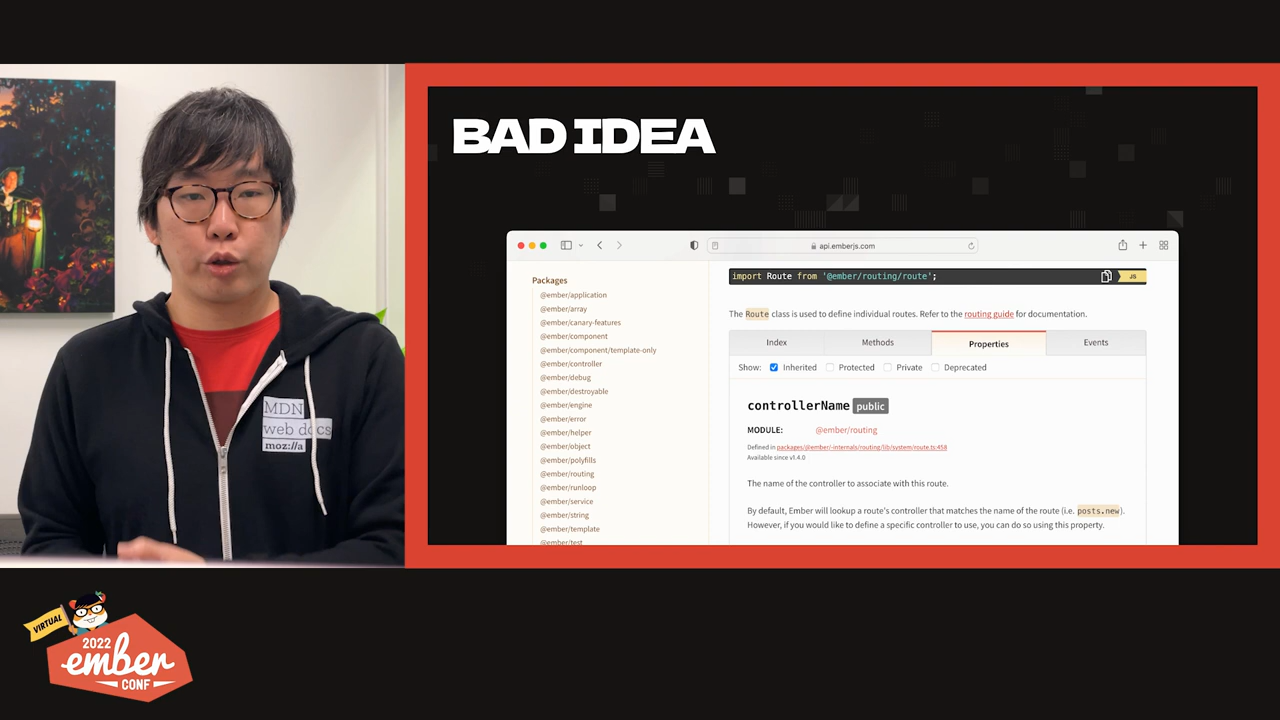 BAD IDEA
api.emberjs.com
Packages
@ember/application
@ember/array
@ember/canary-features
@ember/component
@ember/component/template-only
@ember/controller
@ember/debug
@ember/destroyable
@ember/engine
@ember/error
@ember/helper
@ember/object
@ember/polyfills
@ember/routing
@ember/runloop
@ember/service
@ember/string
@ember/template
@ember/test
import Route from '@ember/routing/route';
JS
The Route class is used to define individual routes. Refer to the routing guide for documentation.
Index Methods Properties Events
Show: Inherited Protected Private Deprecated
controllerName public
MODULE: @ember/routing
Defined in packages/@ember/-internals/routing/lib/system/route.ts:458
Available since v1.4.0
The name of the controller to associate with this route.
By default, Ember will lookup a route's controller that matches the name of the route (i.e. posts.new).
However, if you would like to define a specific controller to use, you can do so using this property.
MDN
web docs
moz://a
VIRTUAL
2022
ember
CONF